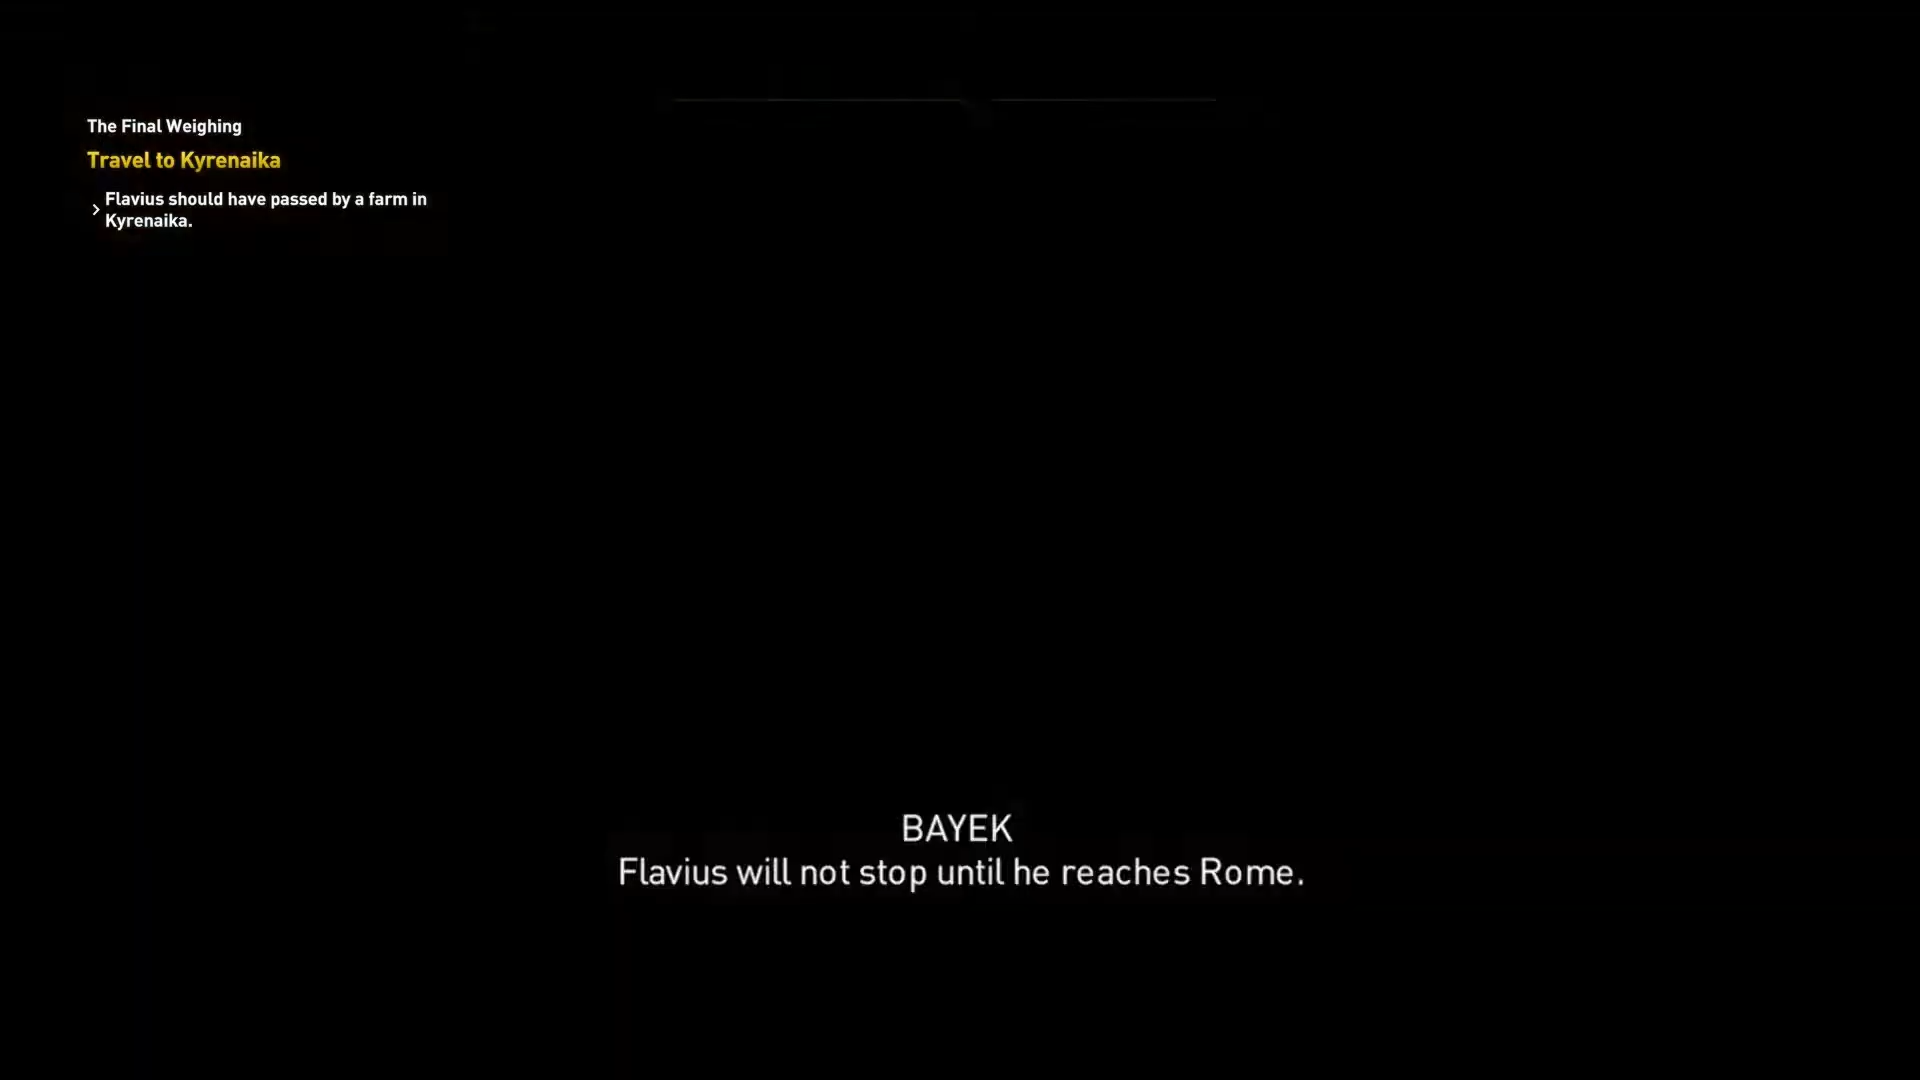 The Final Weighing
Travel to Kyrenaika
Flavius should have passed by a farm in
Kyrenaika.
BAYEK
Flavius will not stop until he reaches Rome.